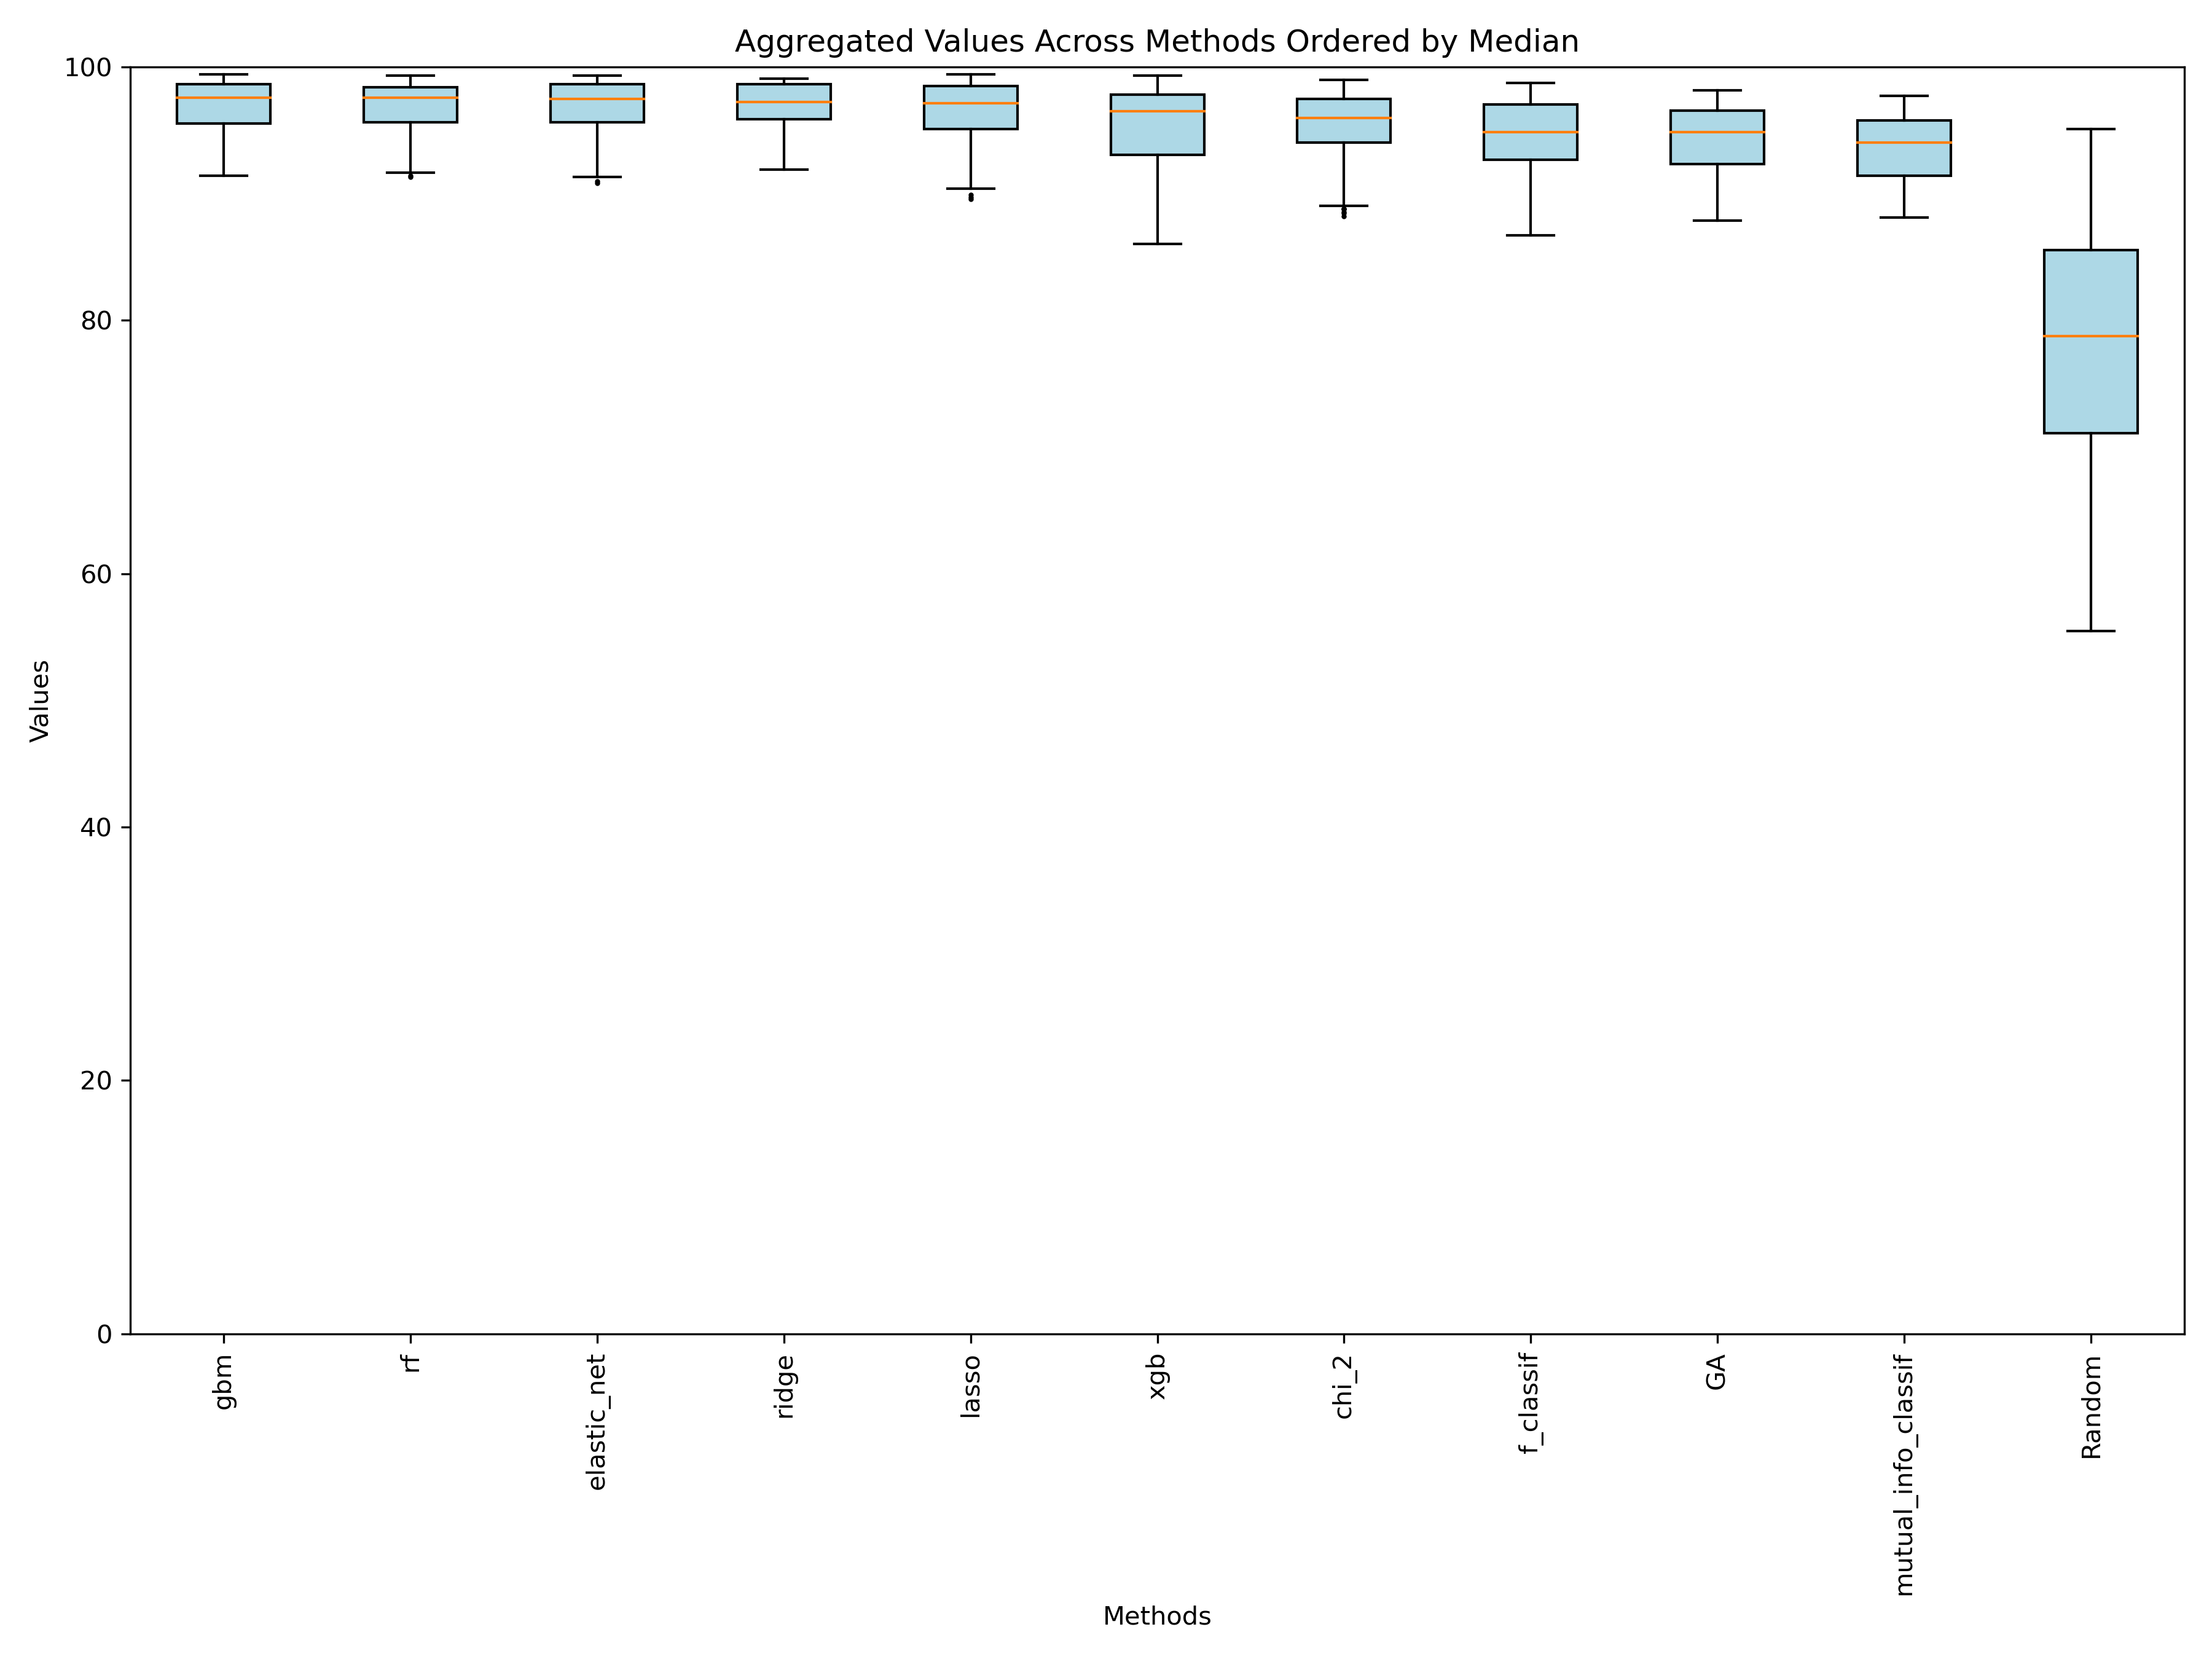 Aggregated Values Across Methods Ordered by Median
100
80
60
40
20
0
Values
gbm
rf
elastic_net
ridge
lasso
xgb
chi_2
f_classif
GA
mutual_info_classif
Random
Methods